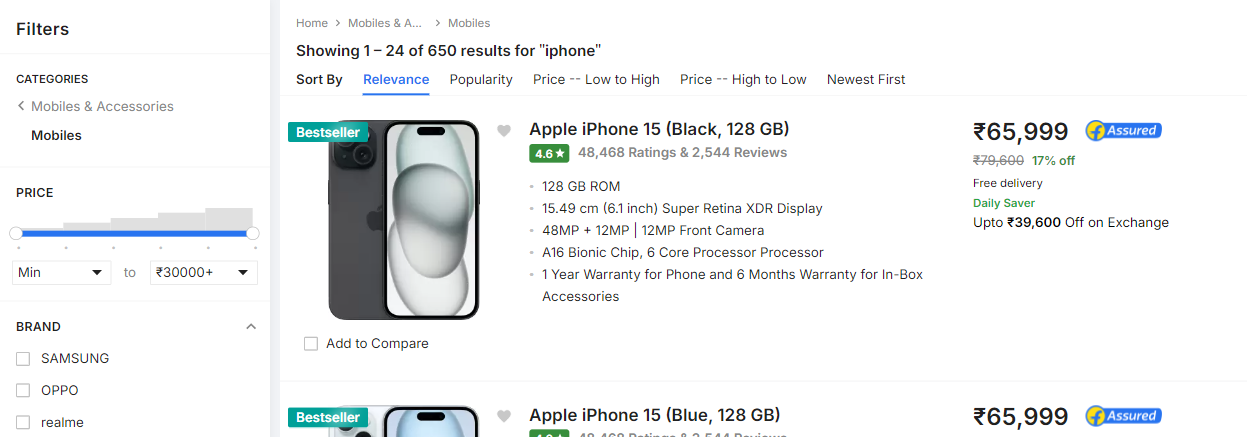 Filters
CATEGORIES
Mobiles & Accessories
Mobiles
PRICE
Min to ₹30000+
BRAND
SAMSUNG
OPPO
realme
Home Mobiles & A... Mobiles
Showing 1 – 24 of 650 results for "iphone"
Sort By Relevance Popularity Price -- Low to High Price -- High to Low Newest First
Bestseller
Add to Compare
Apple iPhone 15 (Black, 128 GB)
4.6★ 48,468 Ratings & 2,544 Reviews
128 GB ROM
15.49 cm (6.1 inch) Super Retina XDR Display
48MP + 12MP | 12MP Front Camera
A16 Bionic Chip, 6 Core Processor Processor
1 Year Warranty for Phone and 6 Months Warranty for In-Box
Accessories
₹65,999 Assured
₹79,600 17% off
Free delivery
Daily Saver
Upto ₹39,600 Off on Exchange
Bestseller
Apple iPhone 15 (Blue, 128 GB)
48,468 Ratings & 2,544 Reviews
₹65,999 Assured